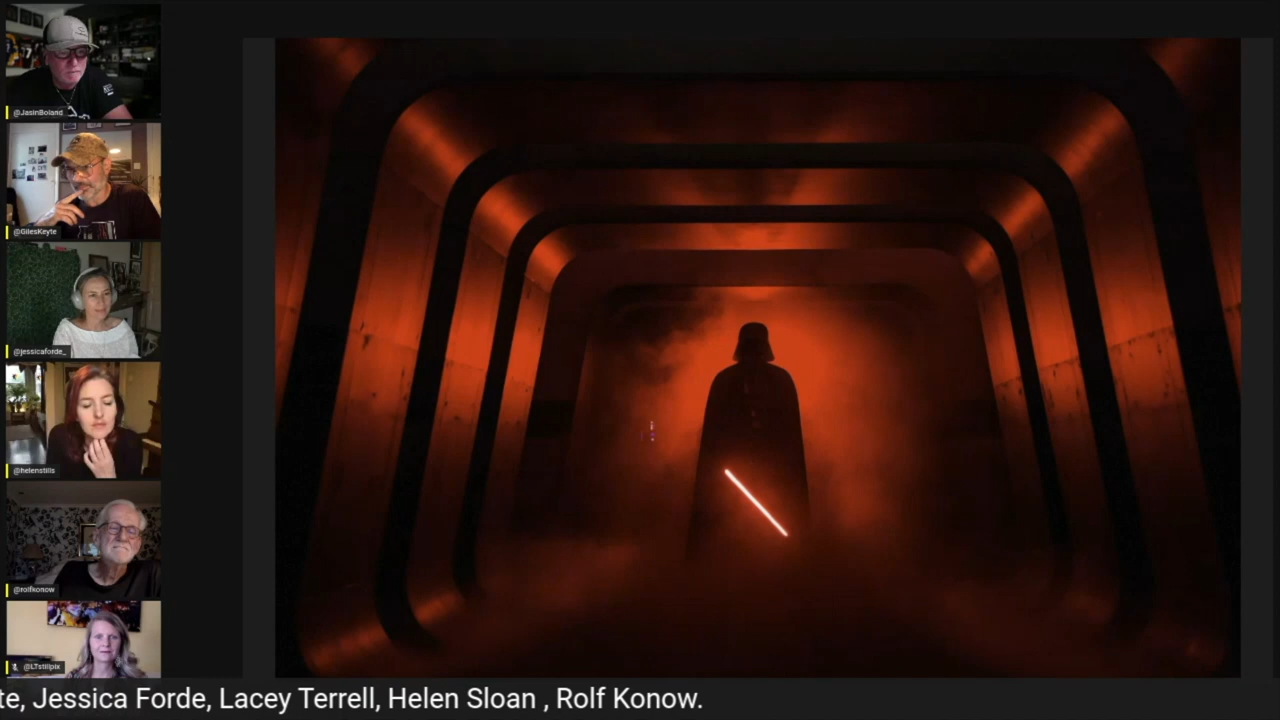 @JasinBoland
@GilesKeyte
@jessicaforde_
@helenstills
@rolfkonow
@LTstillpix
te, Jessica Forde, Lacey Terrell, Helen Sloan , Rolf Konow.